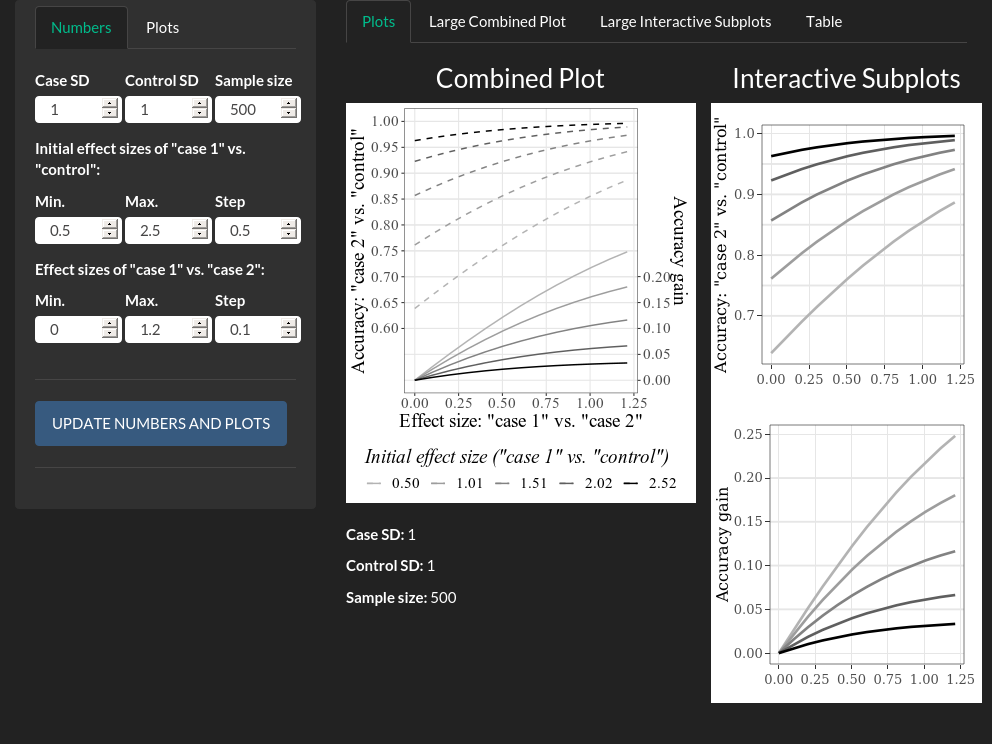 Numbers Plots
Case SD Control SD Sample size
1 1 500
Initial effect sizes of "case 1" vs.
"control":
Min. Max. Step
0.5 2.5 0.5
Effect sizes of "case 1" vs. "case 2":
Min. Max. Step
0 1.2 0.1
UPDATE NUMBERS AND PLOTS
Plots Large Combined Plot Large Interactive Subplots Table
Combined Plot
Accuracy: "case 2" vs. "control"
1.00
0.95
0.90
0.85
0.80
0.75
0.70
0.65
0.60
Accuracy gain
0.20
0.15
0.10
0.05
0.00
0.00 0.25 0.50 0.75 1.00 1.25
Effect size: "case 1" vs. "case 2"
Initial effect size ("case 1" vs. "control")
0.50 1.01 1.51 2.02 2.52
Case SD: 1
Control SD: 1
Sample size: 500
Interactive Subplots
Accuracy: "case 2" vs. "control"
1.0
0.9
0.8
0.7
0.00 0.25 0.50 0.75 1.00 1.25
Accuracy gain
0.25
0.20
0.15
0.10
0.05
0.00
0.00 0.25 0.50 0.75 1.00 1.25